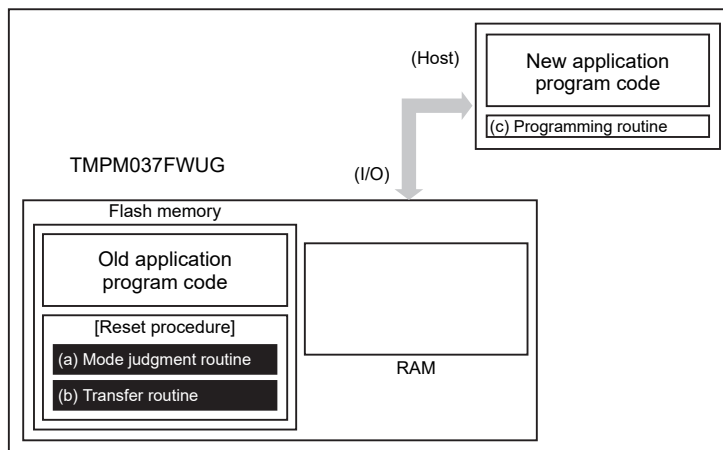 (Host)
New application
program code
(c) Programming routine
TMPM037FWUG
(I/O)
Flash memory
Old application
program code
[Reset procedure]
(a) Mode judgment routine
(b) Transfer routine
RAM